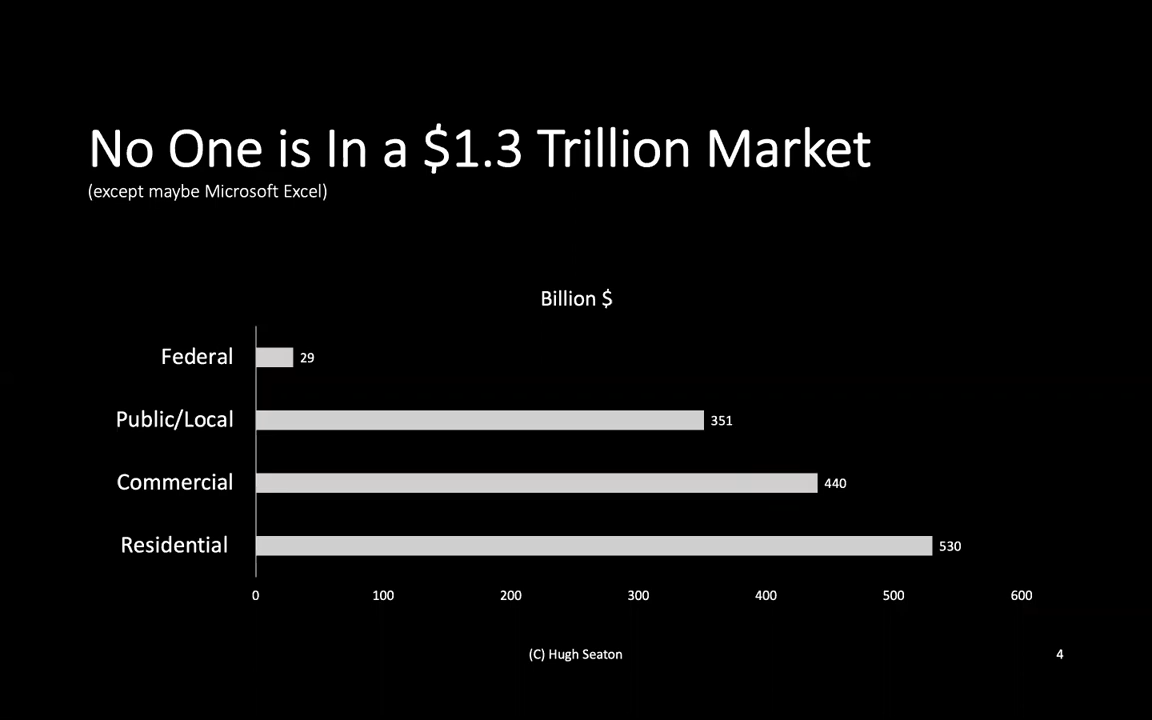 No One is In a $1.3 Trillion Market
(except maybe Microsoft Excel)
Billion $
Federal 29
Public/Local 351
Commercial 440
Residential 530
0 100 200 300 400 500 600
(C) Hugh Seaton 4